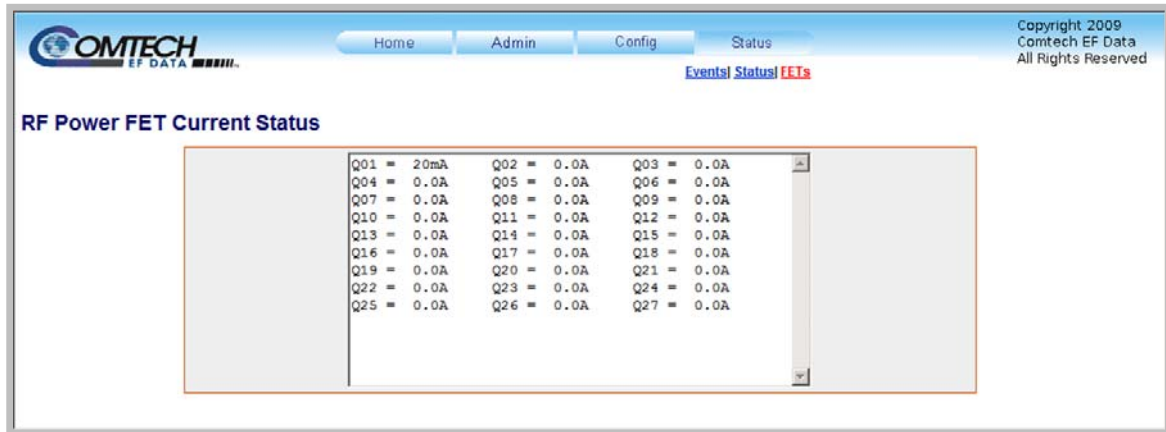 COMTECH
EF DATA
Home Admin Config Status
Events| Status| FETs
Copyright 2009
Comtech EF Data
All Rights Reserved
RF Power FET Current Status
Q01 = 20mA Q02 = 0.0A Q03 = 0.0A
Q04 = 0.0A Q05 = 0.0A Q06 = 0.0A
Q07 = 0.0A Q08 = 0.0A Q09 = 0.0A
Q10 = 0.0A Q11 = 0.0A Q12 = 0.0A
Q13 = 0.0A Q14 = 0.0A Q15 = 0.0A
Q16 = 0.0A Q17 = 0.0A Q18 = 0.0A
Q19 = 0.0A Q20 = 0.0A Q21 = 0.0A
Q22 = 0.0A Q23 = 0.0A Q24 = 0.0A
Q25 = 0.0A Q26 = 0.0A Q27 = 0.0A